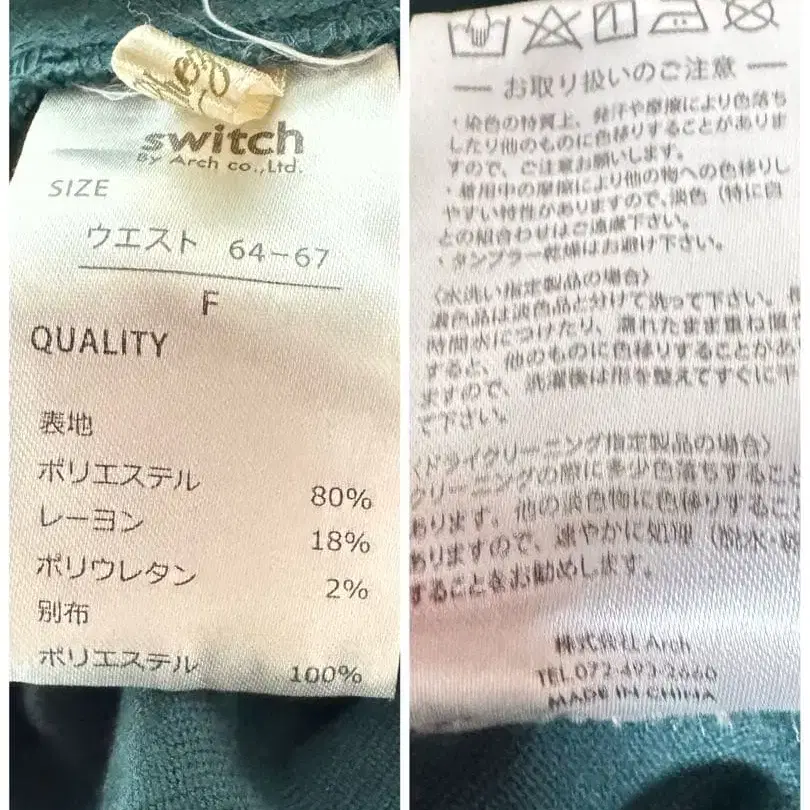 switch
By Arch co.,Ltd.
SIZE
ウエスト 64−67
F
QUALITY
表地
ポリエステル 80%
レーヨン 18%
ポリウレタン 2%
別布
ポリエステル 100%
お取り扱いのご注意
・染色の特質上、発汗や摩擦により色落ち
したり他のものに色移りすることがありま
すので、ご注意お願いします。
・着用中の摩擦により他の物への色移りし
やすい特性がありますので、淡色（特に白
との組合わせはご遠慮下さい。
・タンブラー乾燥はお避け下さい。
〈水洗い指定製品の場合〉
濃色品は淡色品と分けて洗って下さい。
時間水につけたり、濡れたまま重ね置
すると、他のものに色移りすることがあ
ますので、洗濯後は形を整えてすぐに干
て下さい。
〈ドライクリーニング指定製品の場合〉
クリーニングの際に多少色落ちすること
あります。他の淡色物に色移りすること
ありますので、速やかに処理（脱水・
することをお勧めします。
株式会社 Arch
TEL.072-493-2660
MADE IN CHINA